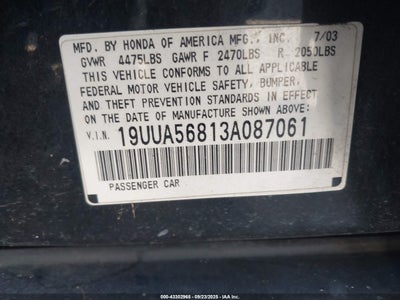 MFD. BY HONDA OF AMERICA MFG., INC. 7/03
GVWR 4475LBS GAWR F 2470LBS R 2050LBS
THIS VEHICLE CONFORMS TO ALL APPLICABLE
FEDERAL MOTOR VEHICLE SAFETY, BUMPER,
AND THEFT PREVENTION STANDARDS IN EFFECT
ON THE DATE OF MANUFACTURE SHOWN ABOVE.
V.I.N. 19UUA56813A087061
PASSENGER CAR
000-43302965 - 09/23/2025 - IAA Inc.